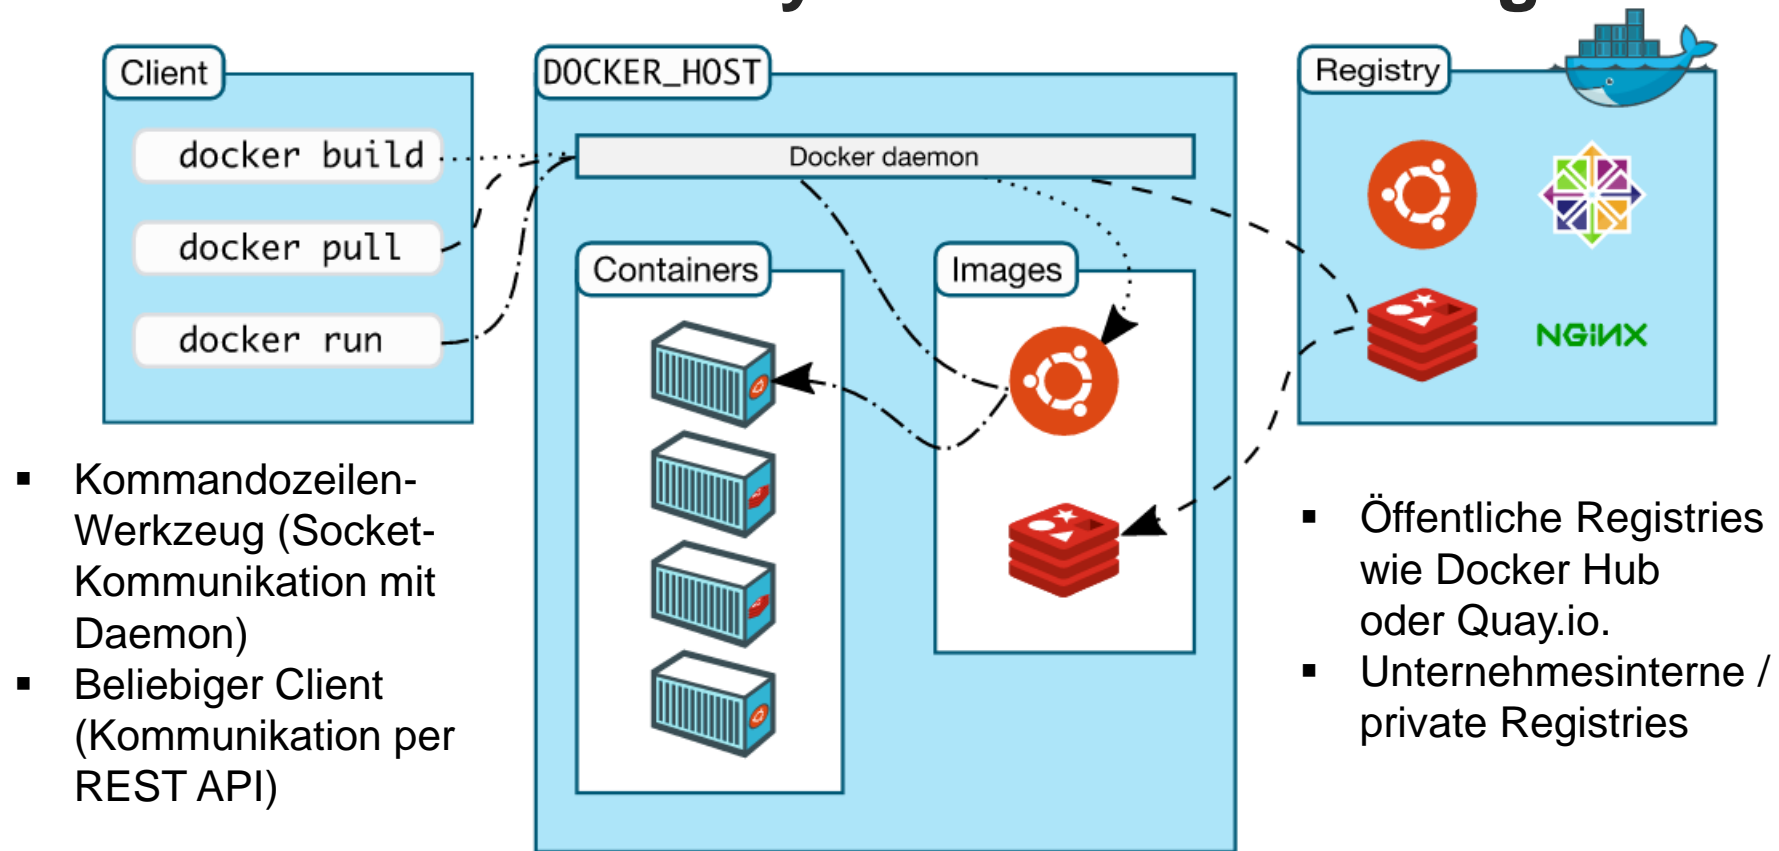 Client
docker build
docker pull
docker run
DOCKER_HOST
Docker daemon
Containers
Images
Registry
NGiИX
▪ Kommandozeilen-
Werkzeug (Socket-
Kommunikation mit
Daemon)
▪ Beliebiger Client
(Kommunikation per
REST API)
▪ Öffentliche Registries
wie Docker Hub
oder Quay.io.
▪ Unternehmesinterne /
private Registries